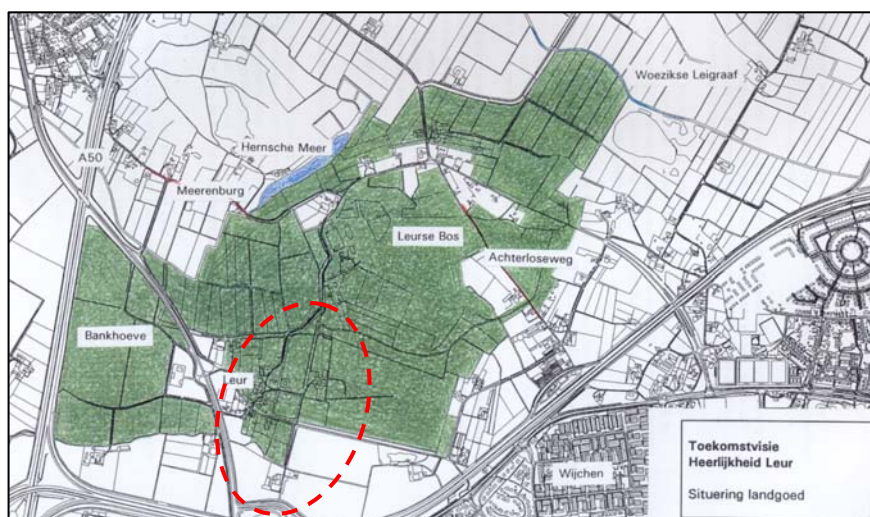 Woezikse Leigraaf
Hernsche Meer
A50
Meerenburg
Leurse Bos
Achterloseweg
Bankhoeve
Leur
Toekomstvisie
Heerlijkheid Leur
Wijchen
Situering landgoed